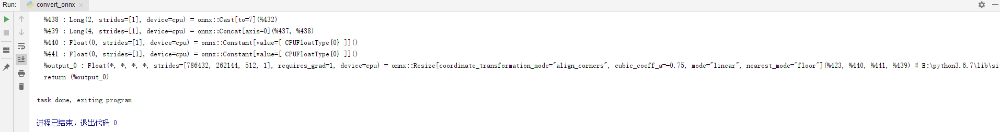 Run: convert_onnx
%438 : Long(2, strides=[1], device=cpu) = onnx::Cast[to=7](%432)
%439 : Long(4, strides=[1], device=cpu) = onnx::Concat[axis=0](%437, %438)
%440 : Float(0, strides=[1], device=cpu) = onnx::Constant[value=[ CPUFloatType{0} ]]()
%441 : Float(0, strides=[1], device=cpu) = onnx::Constant[value=[ CPUFloatType{0} ]]()
%output_0 : Float(*, *, *, *, strides=[786432, 262144, 512, 1], requires_grad=1, device=cpu) = onnx::Resize[coordinate_transformation_mode="align_corners", cubic_coeff_a=-0.75, mode="linear", nearest_mode="floor"](%423, %440, %441, %439) # E:\python3.6.7\lib\si
return (%output_0)
task done, exiting program
进程已结束，退出代码 0